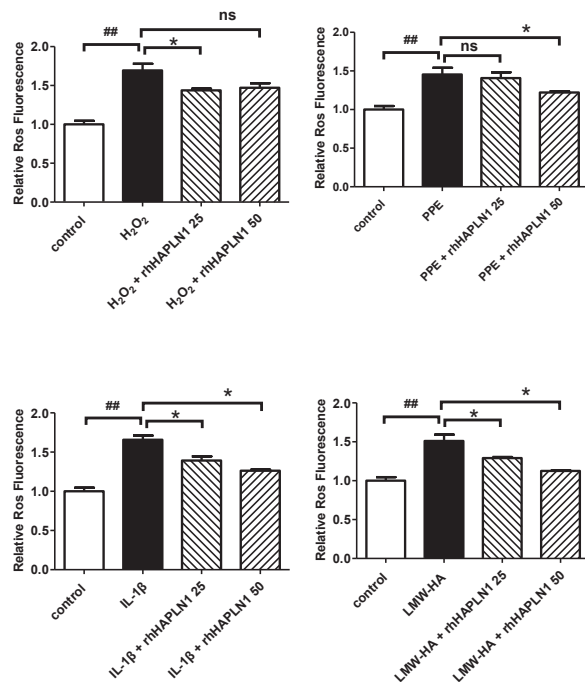 ns
##
*
Relative Ros Fluorescence
2.0
1.5
1.0
0.5
0.0
control
H₂O₂
H₂O₂ + rhHAPLN1 25
H₂O₂ + rhHAPLN1 50
*
##
ns
Relative Ros Fluorescence
2.0
1.5
1.0
0.5
0.0
control
PPE
PPE + rhHAPLN1 25
PPE + rhHAPLN1 50
*
##
*
Relative Ros Fluorescence
2.0
1.5
1.0
0.5
0.0
control
IL-1β
IL-1β + rhHAPLN1 25
IL-1β + rhHAPLN1 50
*
##
*
Relative Ros Fluorescence
2.0
1.5
1.0
0.5
0.0
control
LMW-HA
LMW-HA + rhHAPLN1 25
LMW-HA + rhHAPLN1 50